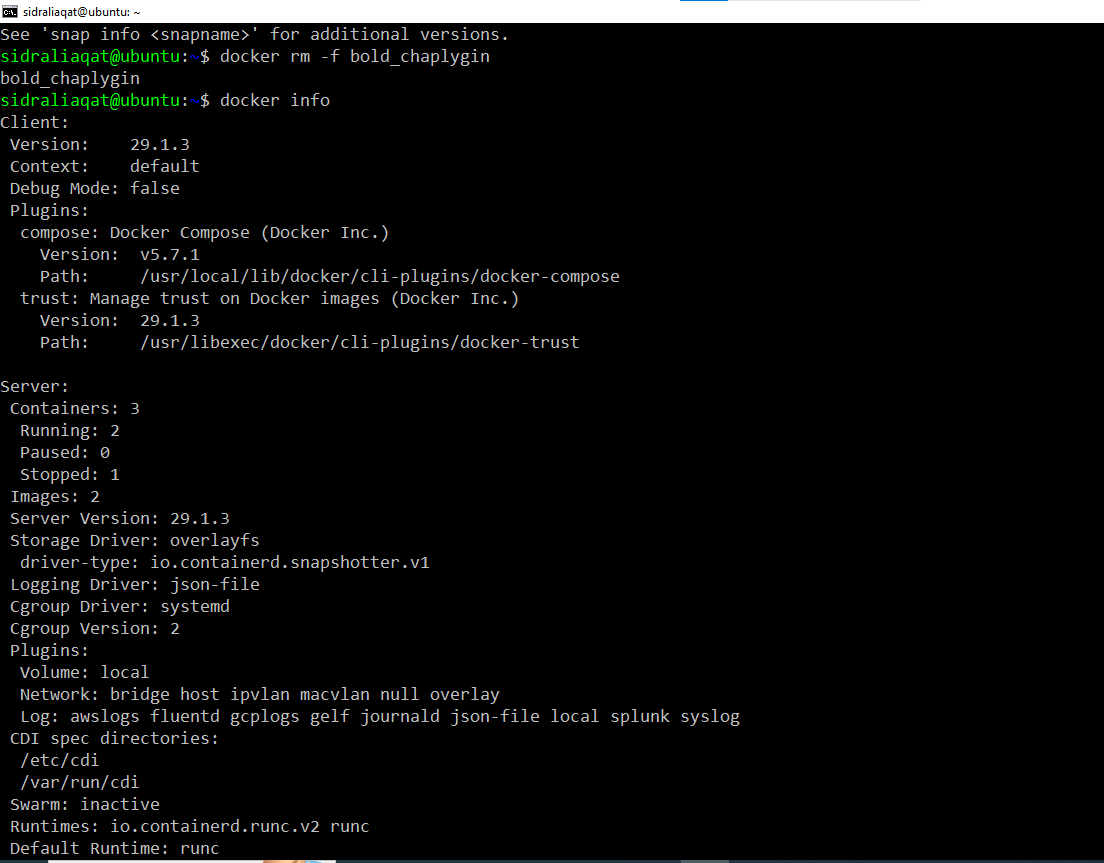 sidraliaqat@ubuntu: ~
See 'snap info <snapname>' for additional versions.
sidraliaqat@ubuntu:~$ docker rm -f bold_chaplygin
bold_chaplygin
sidraliaqat@ubuntu:~$ docker info
Client:
 Version:    29.1.3
 Context:    default
 Debug Mode: false
 Plugins:
  compose: Docker Compose (Docker Inc.)
    Version:  v5.7.1
    Path:     /usr/local/lib/docker/cli-plugins/docker-compose
  trust: Manage trust on Docker images (Docker Inc.)
    Version:  29.1.3
    Path:     /usr/libexec/docker/cli-plugins/docker-trust

Server:
 Containers: 3
  Running: 2
  Paused: 0
  Stopped: 1
 Images: 2
 Server Version: 29.1.3
 Storage Driver: overlayfs
  driver-type: io.containerd.snapshotter.v1
 Logging Driver: json-file
 Cgroup Driver: systemd
 Cgroup Version: 2
 Plugins:
  Volume: local
  Network: bridge host ipvlan macvlan null overlay
  Log: awslogs fluentd gcplogs gelf journald json-file local splunk syslog
 CDI spec directories:
  /etc/cdi
  /var/run/cdi
 Swarm: inactive
 Runtimes: io.containerd.runc.v2 runc
 Default Runtime: runc